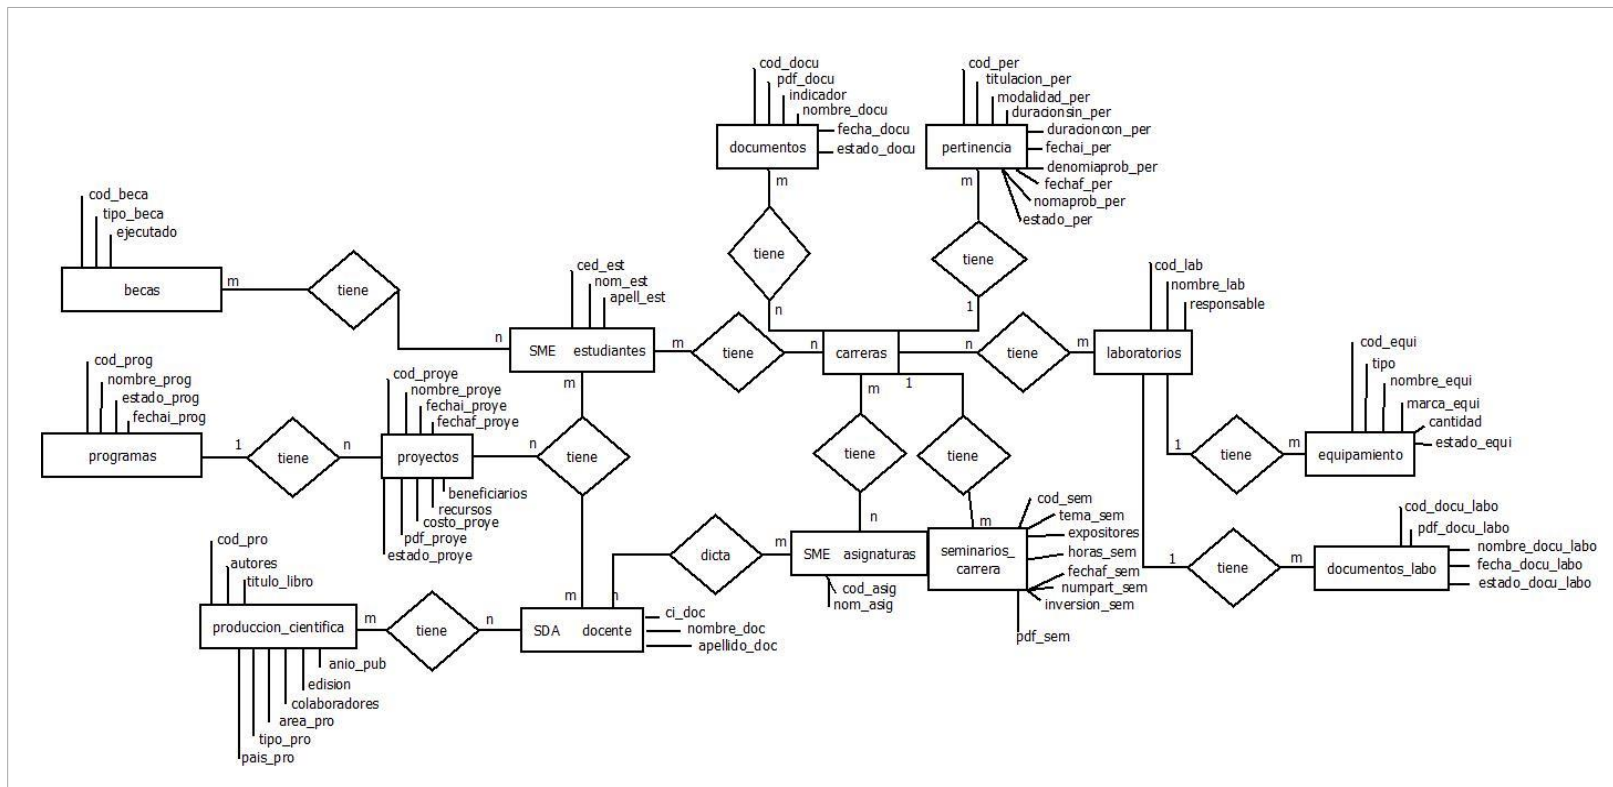 cod_docu
pdf_docu
indicador
nombre_docu
fecha_docu
estado_docu
documentos
m
tiene
n
cod_per
titulacion_per
modalidad_per
duracionsin_per
duracioncon_per
fechai_per
denomiaprob_per
fechaf_per
nomaprob_per
estado_per
pertinencia
m
tiene
1
cod_beca
tipo_beca
ejecutado
becas
m
tiene
n
ced_est
nom_est
apell_est
SME estudiantes
m
tiene
n
carreras
n
tiene
m
cod_lab
nombre_lab
responsable
laboratorios
cod_prog
nombre_prog
estado_prog
fechai_prog
programas
1
tiene
n
cod_proye
nombre_proye
fechai_proye
fechaf_proye
proyectos
beneficiarios
recursos
costo_proye
pdf_proye
estado_proye
n
m
tiene
m
m
tiene
n
1
tiene
m
cod_equi
tipo
nombre_equi
marca_equi
cantidad
estado_equi
equipamiento
1
tiene
m
cod_docu_labo
pdf_docu_labo
nombre_docu_labo
fecha_docu_labo
estado_docu_labo
documentos_labo
1
tiene
m
SME asignaturas
cod_asig
nom_asig
seminarios_
carrera
cod_sem
tema_sem
expositores
horas_sem
fechaf_sem
numpart_sem
inversion_sem
pdf_sem
n
dicta
m
cod_pro
autores
titulo_libro
produccion_cientifica
anio_pub
edision
colaboradores
area_pro
tipo_pro
pais_pro
m
tiene
n
SDA docente
ci_doc
nombre_doc
apellido_doc